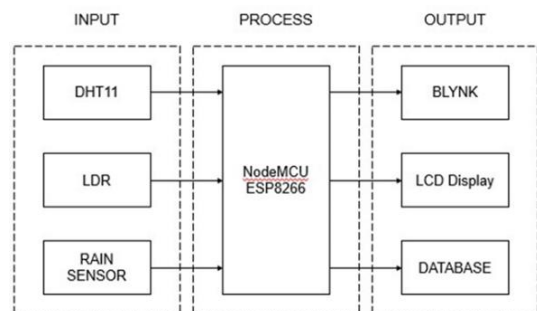 INPUT
PROCESS
OUTPUT
DHT11
LDR
RAIN
SENSOR
NodeMCU
ESP8266
BLYNK
LCD Display
DATABASE